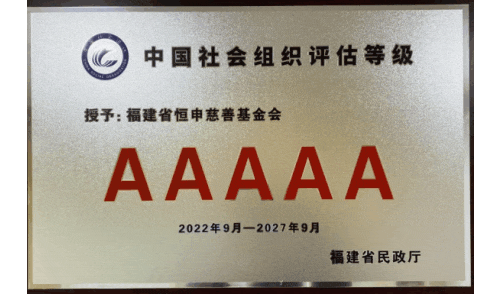 中国社会组织评估等级
授予：福建省恒申慈善基金会
AAAAA
2022年9月—2027年9月
福建省民政厅